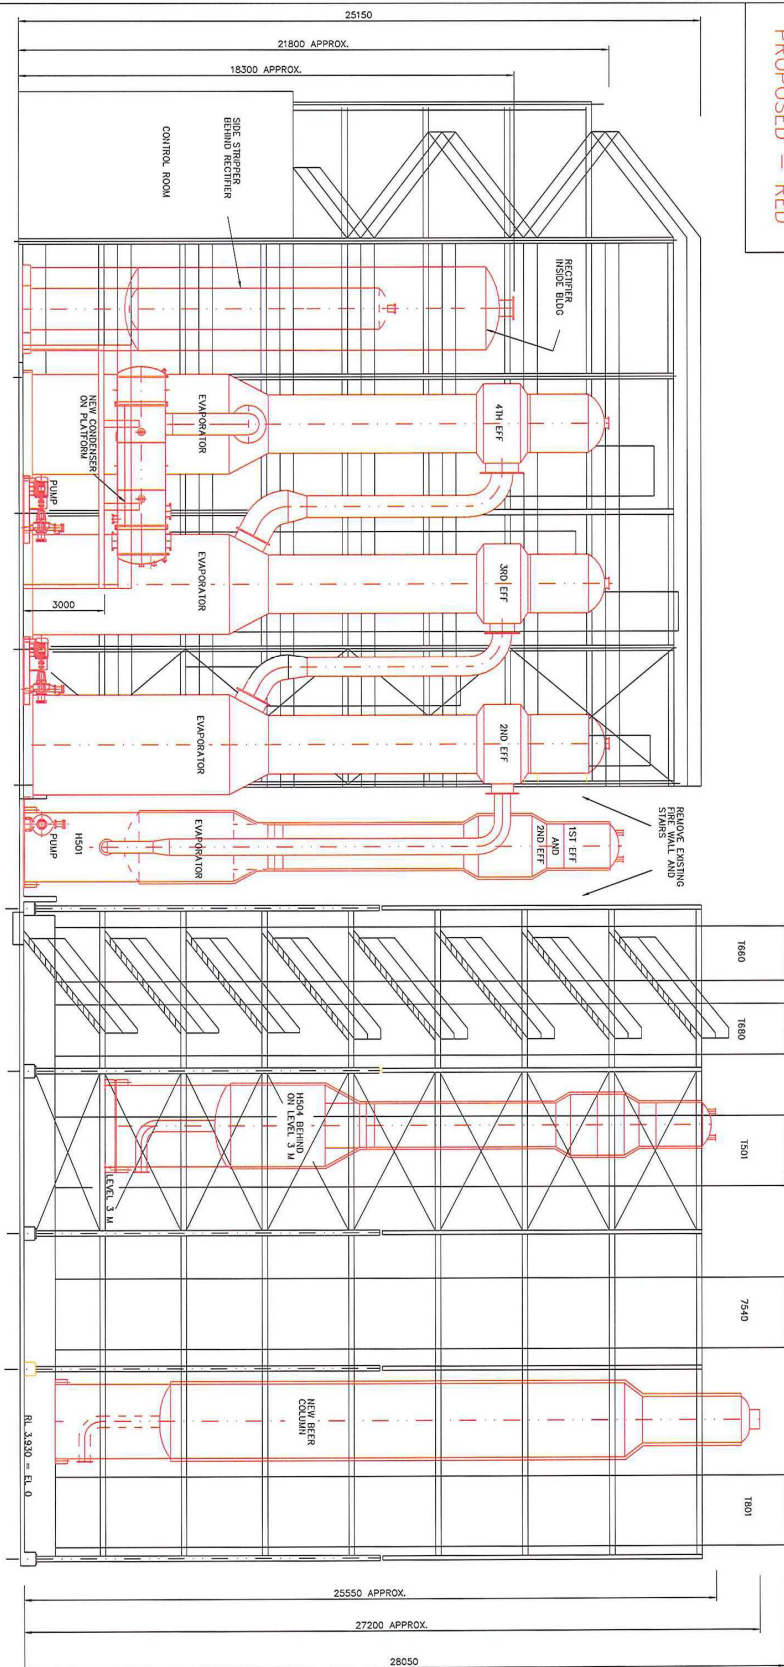 PROPOSED - RED
25150
21800 APPROX.
18300 APPROX.
CONTROL ROOM
SIDE STRIPPER
BEHIND RECTIFIER
RECTIFIER
INSIDE BLDG
NEW CONDENSER
ON PLATFORM
EVAPORATOR
4TH EFF
PUMP
3000
EVAPORATOR
3RD EFF
EVAPORATOR
2ND EFF
REMOVE EXISTING
FIRE WALL AND
STAIRS
PUMP
H501
EVAPORATOR
1ST EFF
AND
2ND EFF
T660
T680
T501
7540
T801
H504 BEHIND
ON LEVEL 3 M
LEVEL 3 M
NEW BEER
COLUMN
RL 3.930 = EL 0
25550 APPROX.
27200 APPROX.
28050